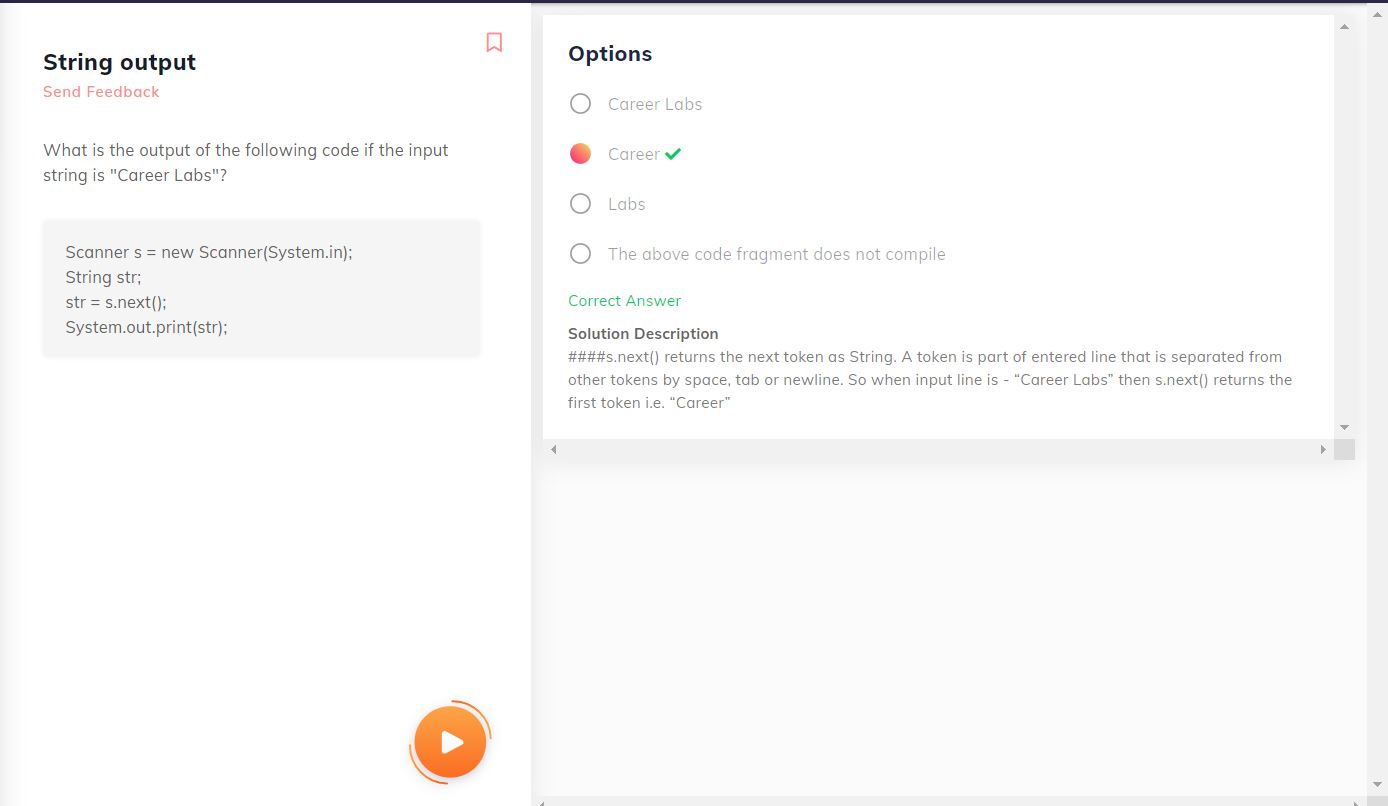 String output
Send Feedback
What is the output of the following code if the input
string is "Career Labs"?
Scanner s = new Scanner(System.in);
String str;
str = s.next();
System.out.print(str);
Options
Career Labs
Career
Labs
The above code fragment does not compile
Correct Answer
Solution Description
####s.next() returns the next token as String. A token is part of entered line that is separated from
other tokens by space, tab or newline. So when input line is - “Career Labs” then s.next() returns the
first token i.e. “Career”